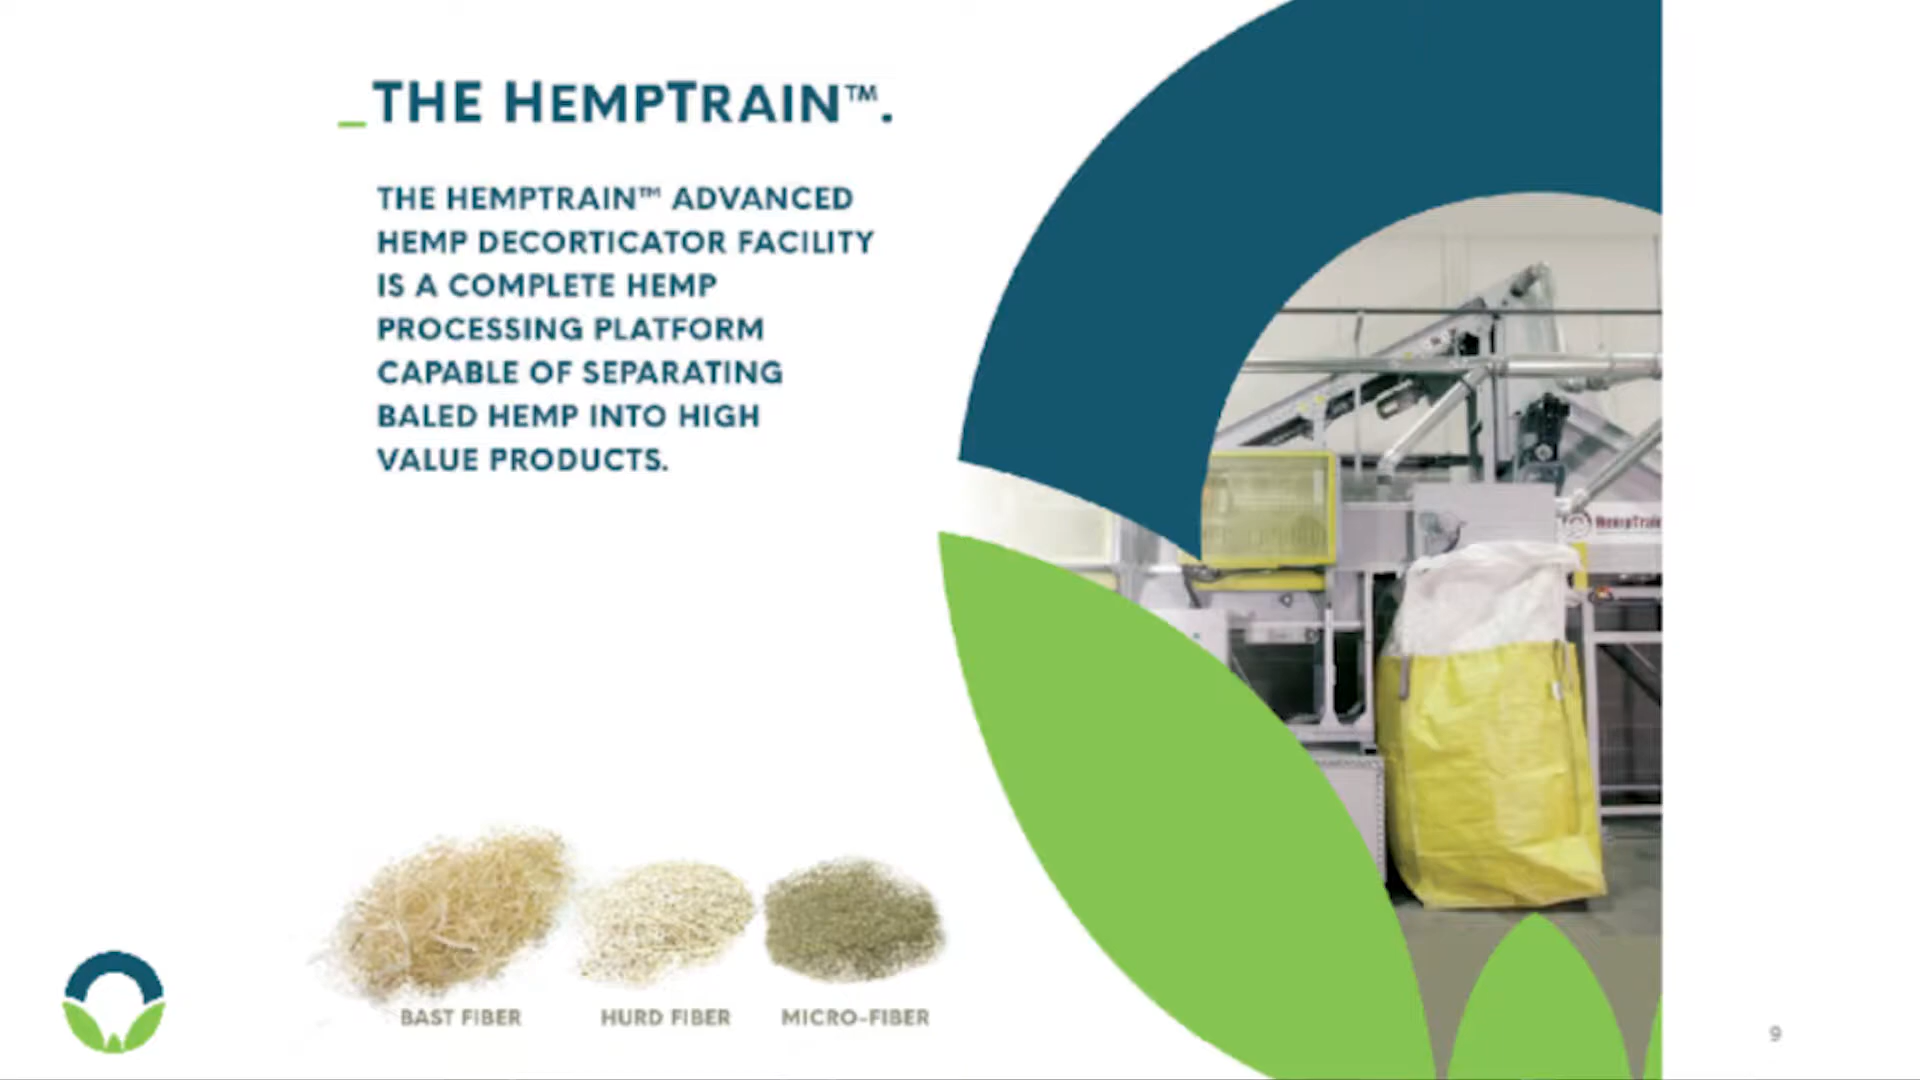 _THE HEMPTRAIN™.
THE HEMPTRAIN™ ADVANCED
HEMP DECORTICATOR FACILITY
IS A COMPLETE HEMP
PROCESSING PLATFORM
CAPABLE OF SEPARATING
BALED HEMP INTO HIGH
VALUE PRODUCTS.
HempTrain
BAST FIBER
HURD FIBER
MICRO-FIBER
9